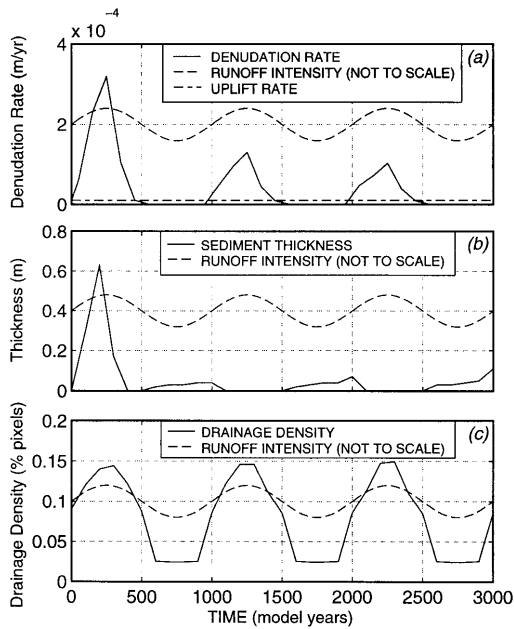 x 10
-4
4
2
0
Denudation Rate (m/yr)
(a)
DENUDATION RATE
RUNOFF INTENSITY (NOT TO SCALE)
UPLIFT RATE
0.8
0.6
0.4
0.2
0
Thickness (m)
(b)
SEDIMENT THICKNESS
RUNOFF INTENSITY (NOT TO SCALE)
0.2
0.15
0.1
0.05
0
Drainage Density (% pixels)
(c)
DRAINAGE DENSITY
RUNOFF INTENSITY (NOT TO SCALE)
0 500 1000 1500 2000 2500 3000
TIME (model years)